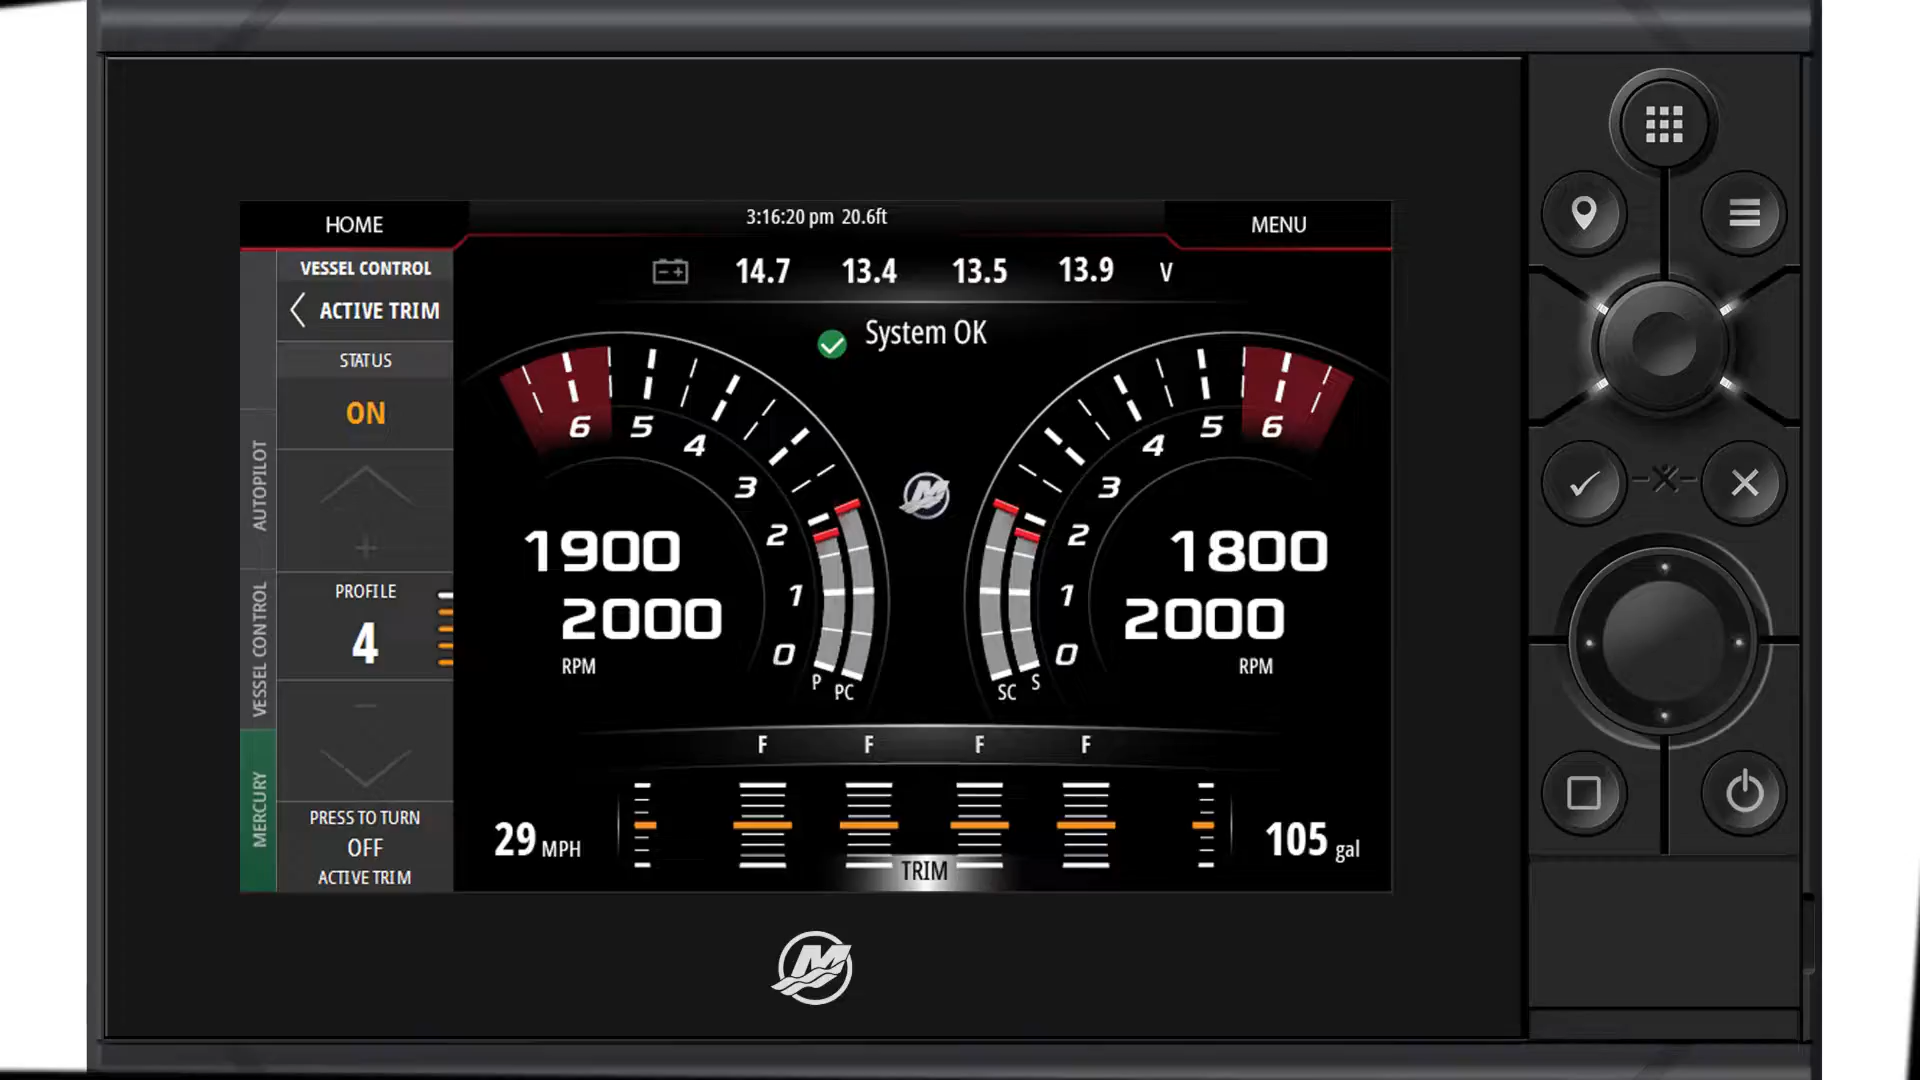 HOME
3:16:20 pm 20.6ft
MENU
VESSEL CONTROL
ACTIVE TRIM
STATUS
ON
+
PROFILE
4
−
PRESS TO TURN
OFF
ACTIVE TRIM
AUTOPILOT
VESSEL CONTROL
MERCURY
− + 14.7 13.4 13.5 13.9 V
System OK
6 5 4 3 2 1 0
1900
2000
RPM
P PC
M
6 5 4 3 2 1 0
1800
2000
RPM
SC S
F F F F
29 MPH
TRIM
105 gal
M